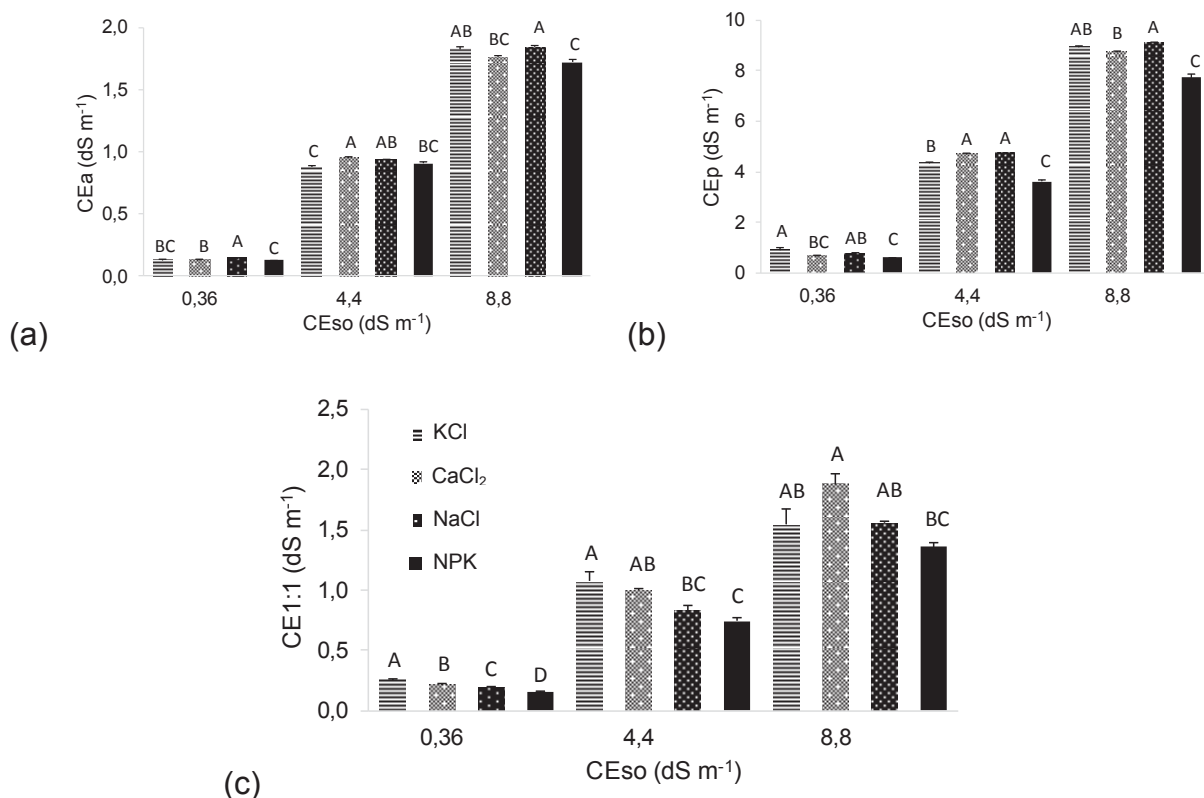 2,0
1,5
1,0
0,5
0,0
CEa (dS m⁻¹)
BC B A C
C A AB BC
AB BC A C
0,36 4,4 8,8
CEso (dS m⁻¹)
(a)
10
8
6
4
2
0
CEp (dS m⁻¹)
A BC AB C
B A A C
AB B A C
0,36 4,4 8,8
CEso (dS m⁻¹)
(b)
2,5
2,0
1,5
1,0
0,5
0,0
CE1:1 (dS m⁻¹)
KCl
CaCl₂
NaCl
NPK
A B C D
A AB BC C
AB A AB BC
0,36 4,4 8,8
CEso (dS m⁻¹)
(c)